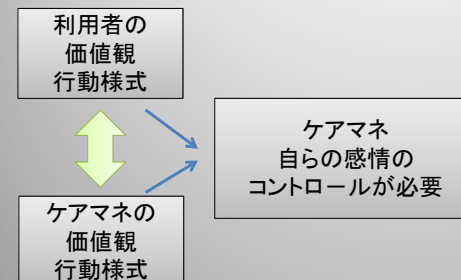 利用者の
価値観
行動様式
ケアマネ
自らの感情の
コントロールが必要
ケアマネの
価値観
行動様式